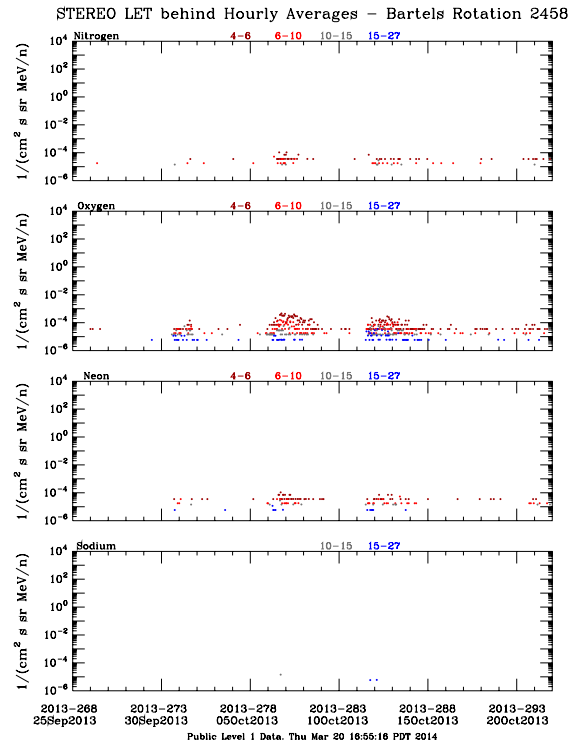 STEREO LET behind Hourly Averages - Bartels Rotation 2458
Nitrogen 4-6 6-10 10-15 15-27
10^4
10^2
10^0
10^-2
10^-4
10^-6
1/(cm^2 s sr MeV/n)
Oxygen 4-6 6-10 10-15 15-27
10^4
10^2
10^0
10^-2
10^-4
10^-6
1/(cm^2 s sr MeV/n)
Neon 4-6 6-10 10-15 15-27
10^4
10^2
10^0
10^-2
10^-4
10^-6
1/(cm^2 s sr MeV/n)
Sodium 10-15 15-27
10^4
10^2
10^0
10^-2
10^-4
10^-6
1/(cm^2 s sr MeV/n)
2013-268 2013-273 2013-278 2013-283 2013-288 2013-293
25Sep2013 30Sep2013 05Oct2013 10Oct2013 15Oct2013 20Oct2013
Public Level 1 Data. Thu Mar 20 16:55:16 PDT 2014